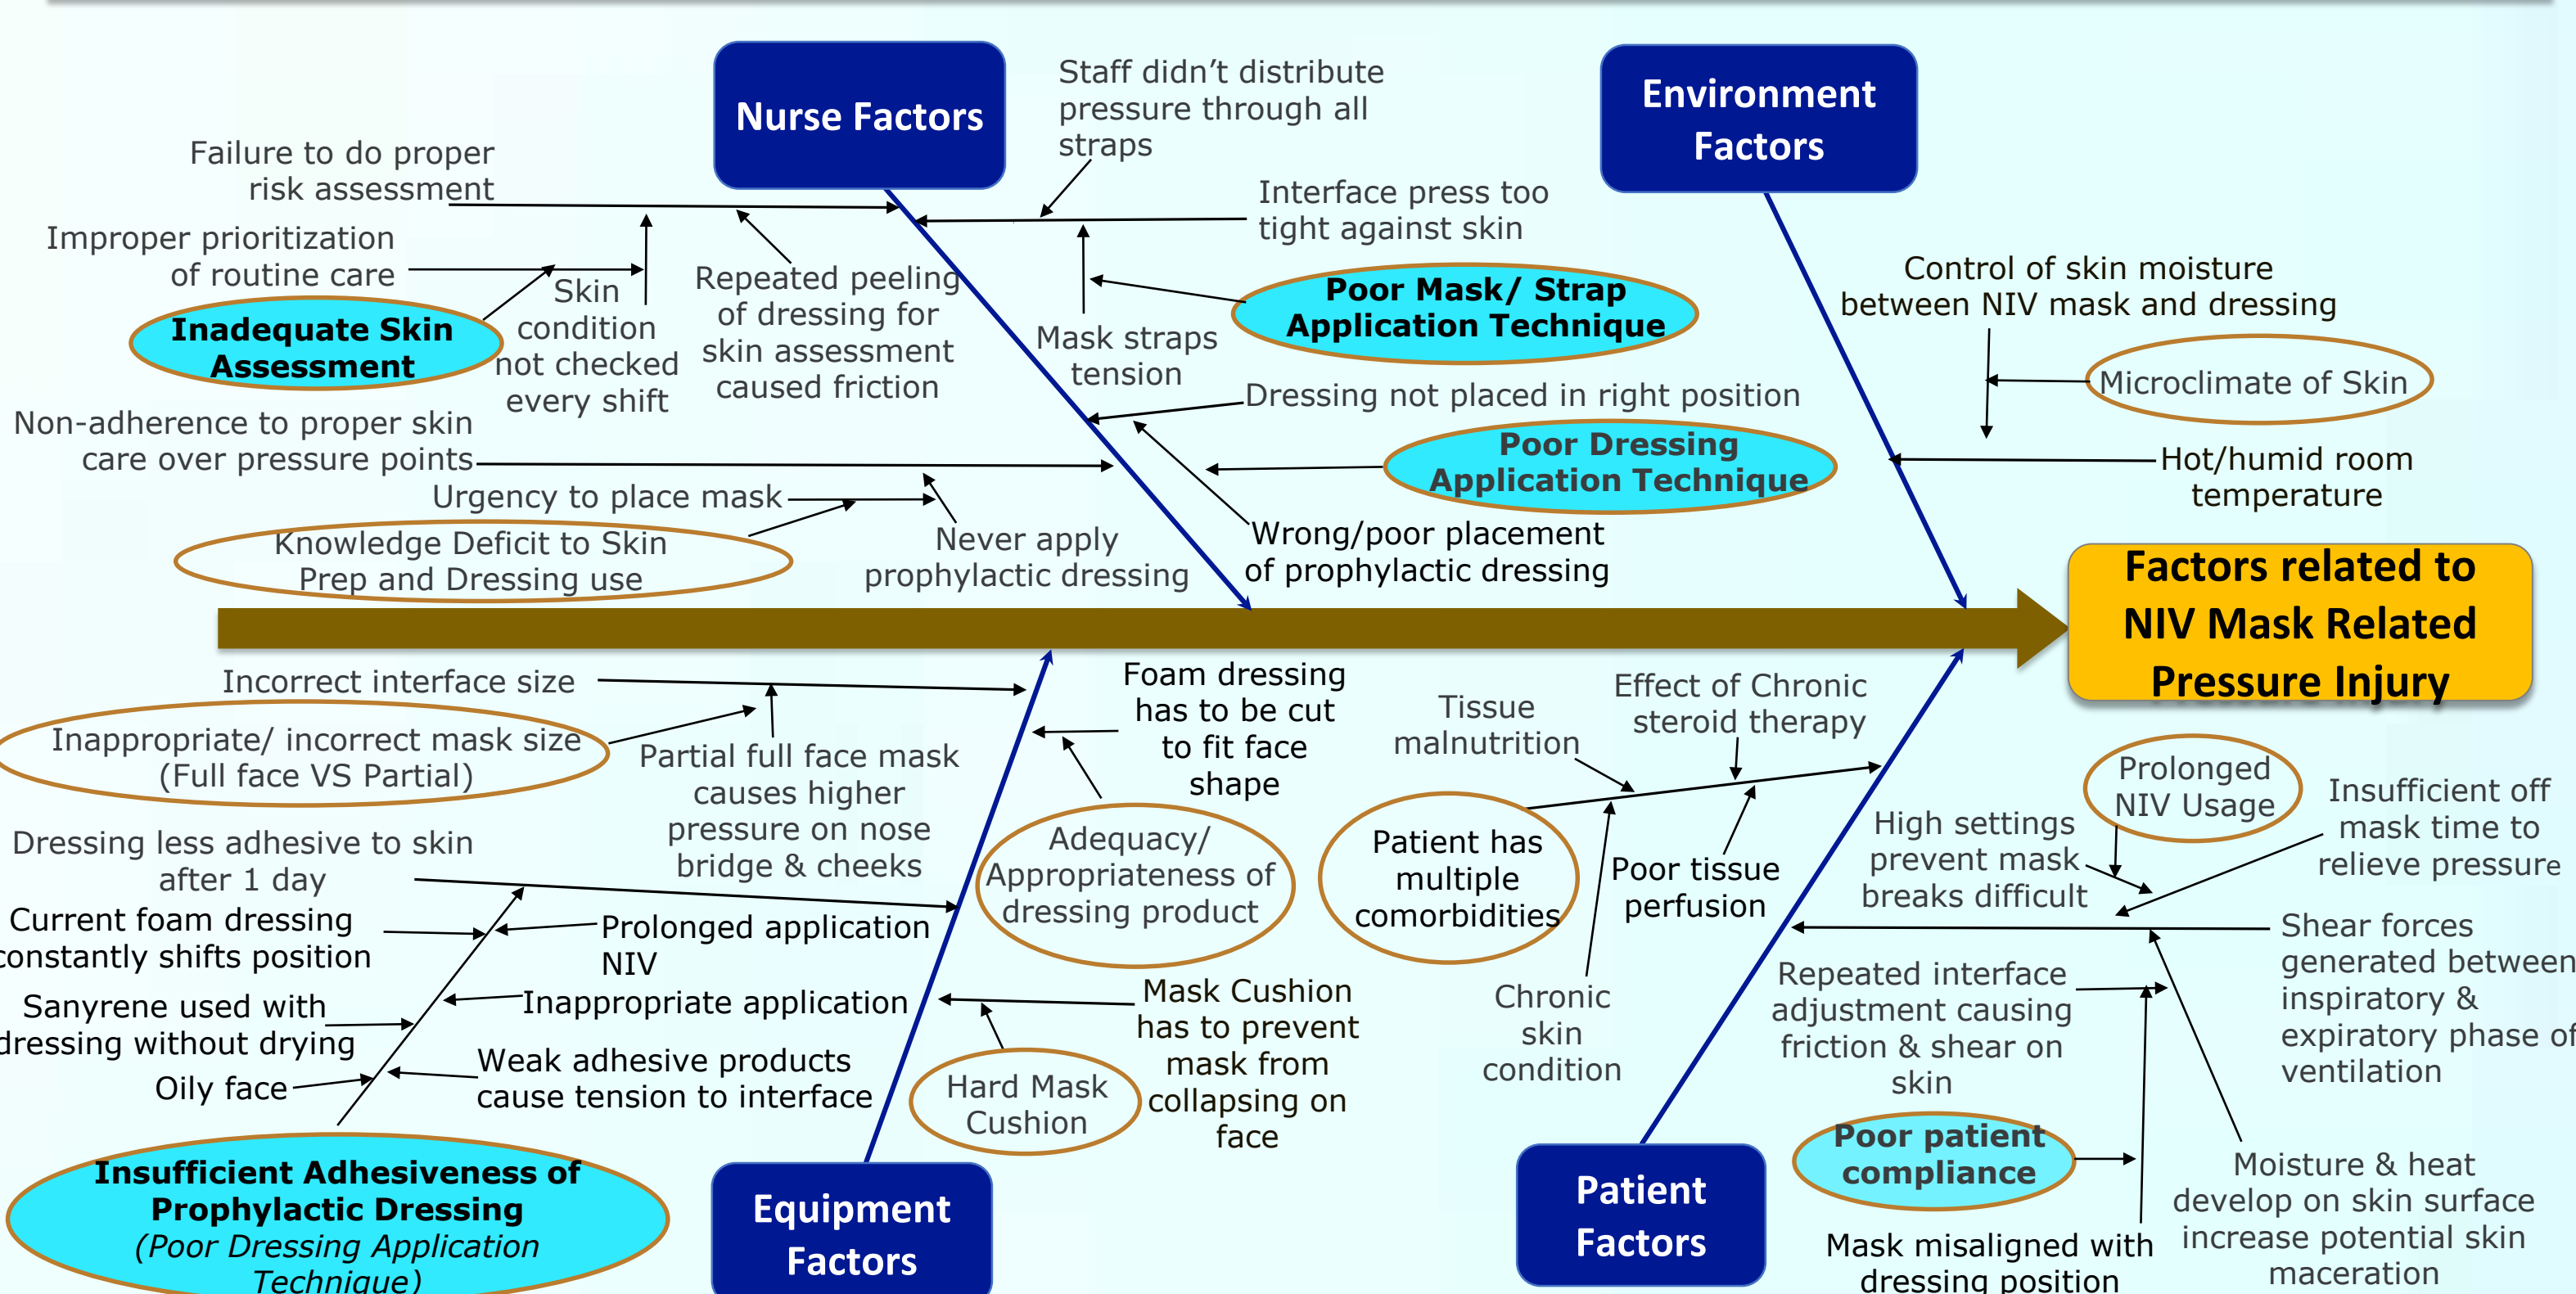 Nurse Factors
Staff didn’t distribute
pressure through all
straps
Environment
Factors
Failure to do proper
risk assessment
Interface press too
tight against skin
Improper prioritization
of routine care
Skin
condition
not checked
every shift
Repeated peeling
of dressing for
skin assessment
caused friction
Inadequate Skin
Assessment
Mask straps
tension
Poor Mask/ Strap
Application Technique
Control of skin moisture
between NIV mask and dressing
Microclimate of Skin
Dressing not placed in right position
Non-adherence to proper skin
care over pressure points
Poor Dressing
Application Technique
Hot/humid room
temperature
Urgency to place mask
Knowledge Deficit to Skin
Prep and Dressing use
Never apply
prophylactic dressing
Wrong/poor placement
of prophylactic dressing
Factors related to
NIV Mask Related
Pressure Injury
Incorrect interface size
Inappropriate/ incorrect mask size
(Full face VS Partial)
Partial full face mask
causes higher
pressure on nose
bridge & cheeks
Foam dressing
has to be cut
to fit face
shape
Adequacy/
Appropriateness of
dressing product
Tissue
malnutrition
Effect of Chronic
steroid therapy
Patient has
multiple
comorbidities
Poor tissue
perfusion
Chronic
skin
condition
Prolonged
NIV Usage
High settings
prevent mask
breaks difficult
Insufficient off
mask time to
relieve pressure
Shear forces
generated between
inspiratory &
expiratory phase of
ventilation
Dressing less adhesive to skin
after 1 day
Current foam dressing
constantly shifts position
Prolonged application
NIV
Sanyrene used with
dressing without drying
Inappropriate application
Oily face
Weak adhesive products
cause tension to interface
Mask Cushion
has to prevent
mask from
collapsing on
face
Hard Mask
Cushion
Repeated interface
adjustment causing
friction & shear on
skin
Poor patient
compliance
Mask misaligned with
dressing position
Moisture & heat
develop on skin surface
increase potential skin
maceration
Insufficient Adhesiveness of
Prophylactic Dressing
(Poor Dressing Application
Technique)
Equipment
Factors
Patient
Factors